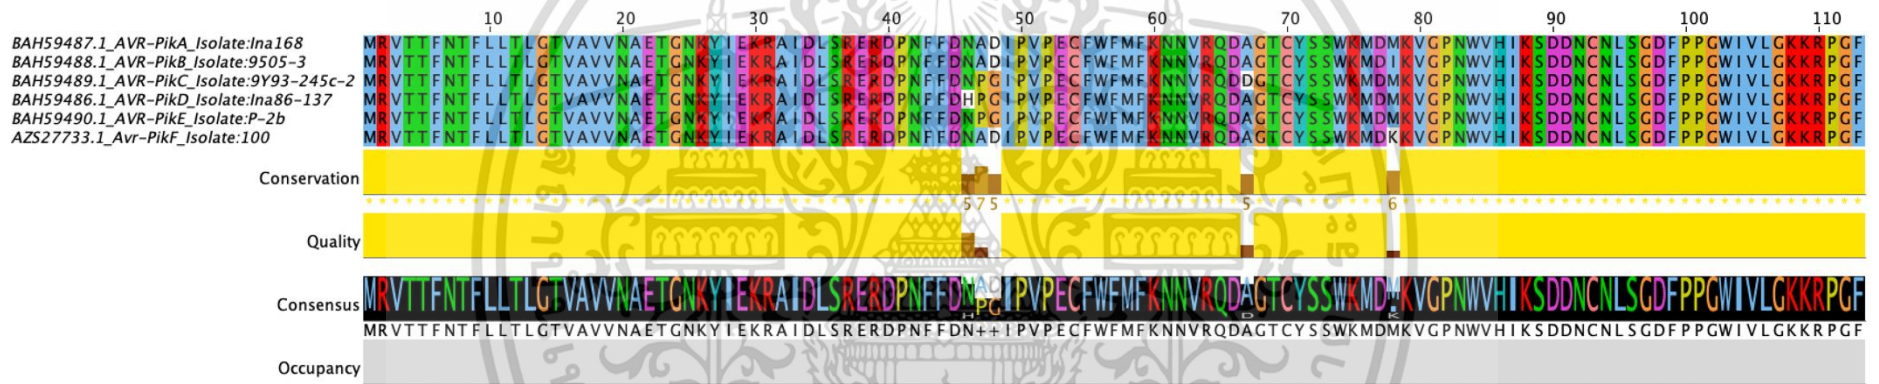 10 20 30 40 50 60 70 80 90 100 110
BAH59487.1_AVR-PikA_Isolate:Ina168 MRVTTFNTFLLTLGTVAVVNAETGNKYIEKRAIDLSRERDPNFFDNADIPVPECFWFMFKNNVRQDAGTCYSSWKMDMKVGPNWVHIKSDDNCNLSGDFPPGWIVLGKKRPGF
BAH59488.1_AVR-PikB_Isolate:9505-3 MRVTTFNTFLLTLGTVAVVNAETGNKYIEKRAIDLSRERDPNFFDNADIPVPECFWFMFKNNVRQDAGTCYSSWKMDIKVGPNWVHIKSDDNCNLSGDFPPGWIVLGKKRPGF
BAH59489.1_AVR-PikC_Isolate:9Y93-245c-2 MRVTTFNTFLLTLGTVAVVNAETGNKYIEKRAIDLSRERDPNFFDNPGIPVPECFWFMFKNNVRQDDGTCYSSWKMDMKVGPNWVHIKSDDNCNLSGDFPPGWIVLGKKRPGF
BAH59486.1_AVR-PikD_Isolate:Ina86-137 MRVTTFNTFLLTLGTVAVVNAETGNKYIEKRAIDLSRERDPNFFDHPGIPVPECFWFMFKNNVRQDAGTCYSSWKMDMKVGPNWVHIKSDDNCNLSGDFPPGWIVLGKKRPGF
BAH59490.1_AVR-PikE_Isolate:P-2b MRVTTFNTFLLTLGTVAVVNAETGNKYIEKRAIDLSRERDPNFFDNPGIPVPECFWFMFKNNVRQDAGTCYSSWKMDMKVGPNWVHIKSDDNCNLSGDFPPGWIVLGKKRPGF
AZS27733.1_Avr-PikF_Isolate:100 MRVTTFNTFLLTLGTVAVVNAETGNKYIEKRAIDLSRERDPNFFDNADIPVPECFWFMFKNNVRQDAGTCYSSWKMDKKVGPNWVHIKSDDNCNLSGDFPPGWIVLGKKRPGF
Conservation
575 5 6
Quality
Consensus
MRVTTFNTFLLTLGTVAVVNAETGNKYIEKRAIDLSRERDPNFFDN++IPVPECFWFMFKNNVRQDAGTCYSSWKMDMKVGPNWVHIKSDDNCNLSGDFPPGWIVLGKKRPGF
Occupancy